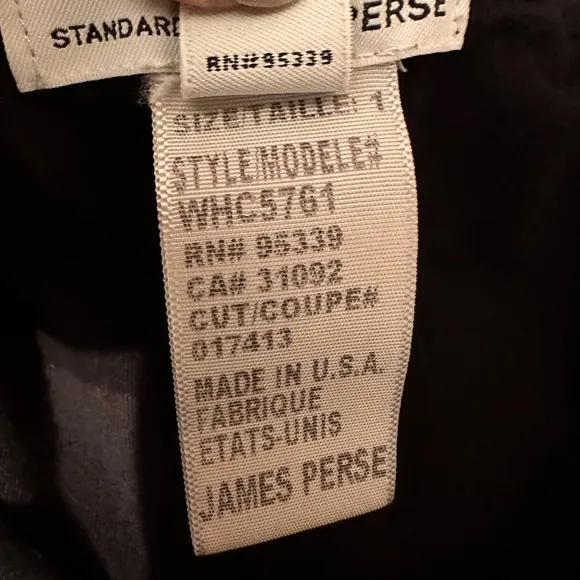 STANDARD PERSE
RN#95339
SIZE/TAILLE: 1
STYLE/MODELE#
WHC5761
RN# 95339
CA# 31092
CUT/COUPE#
017413
MADE IN U.S.A.
FABRIQUE
ETATS-UNIS
JAMES PERSE